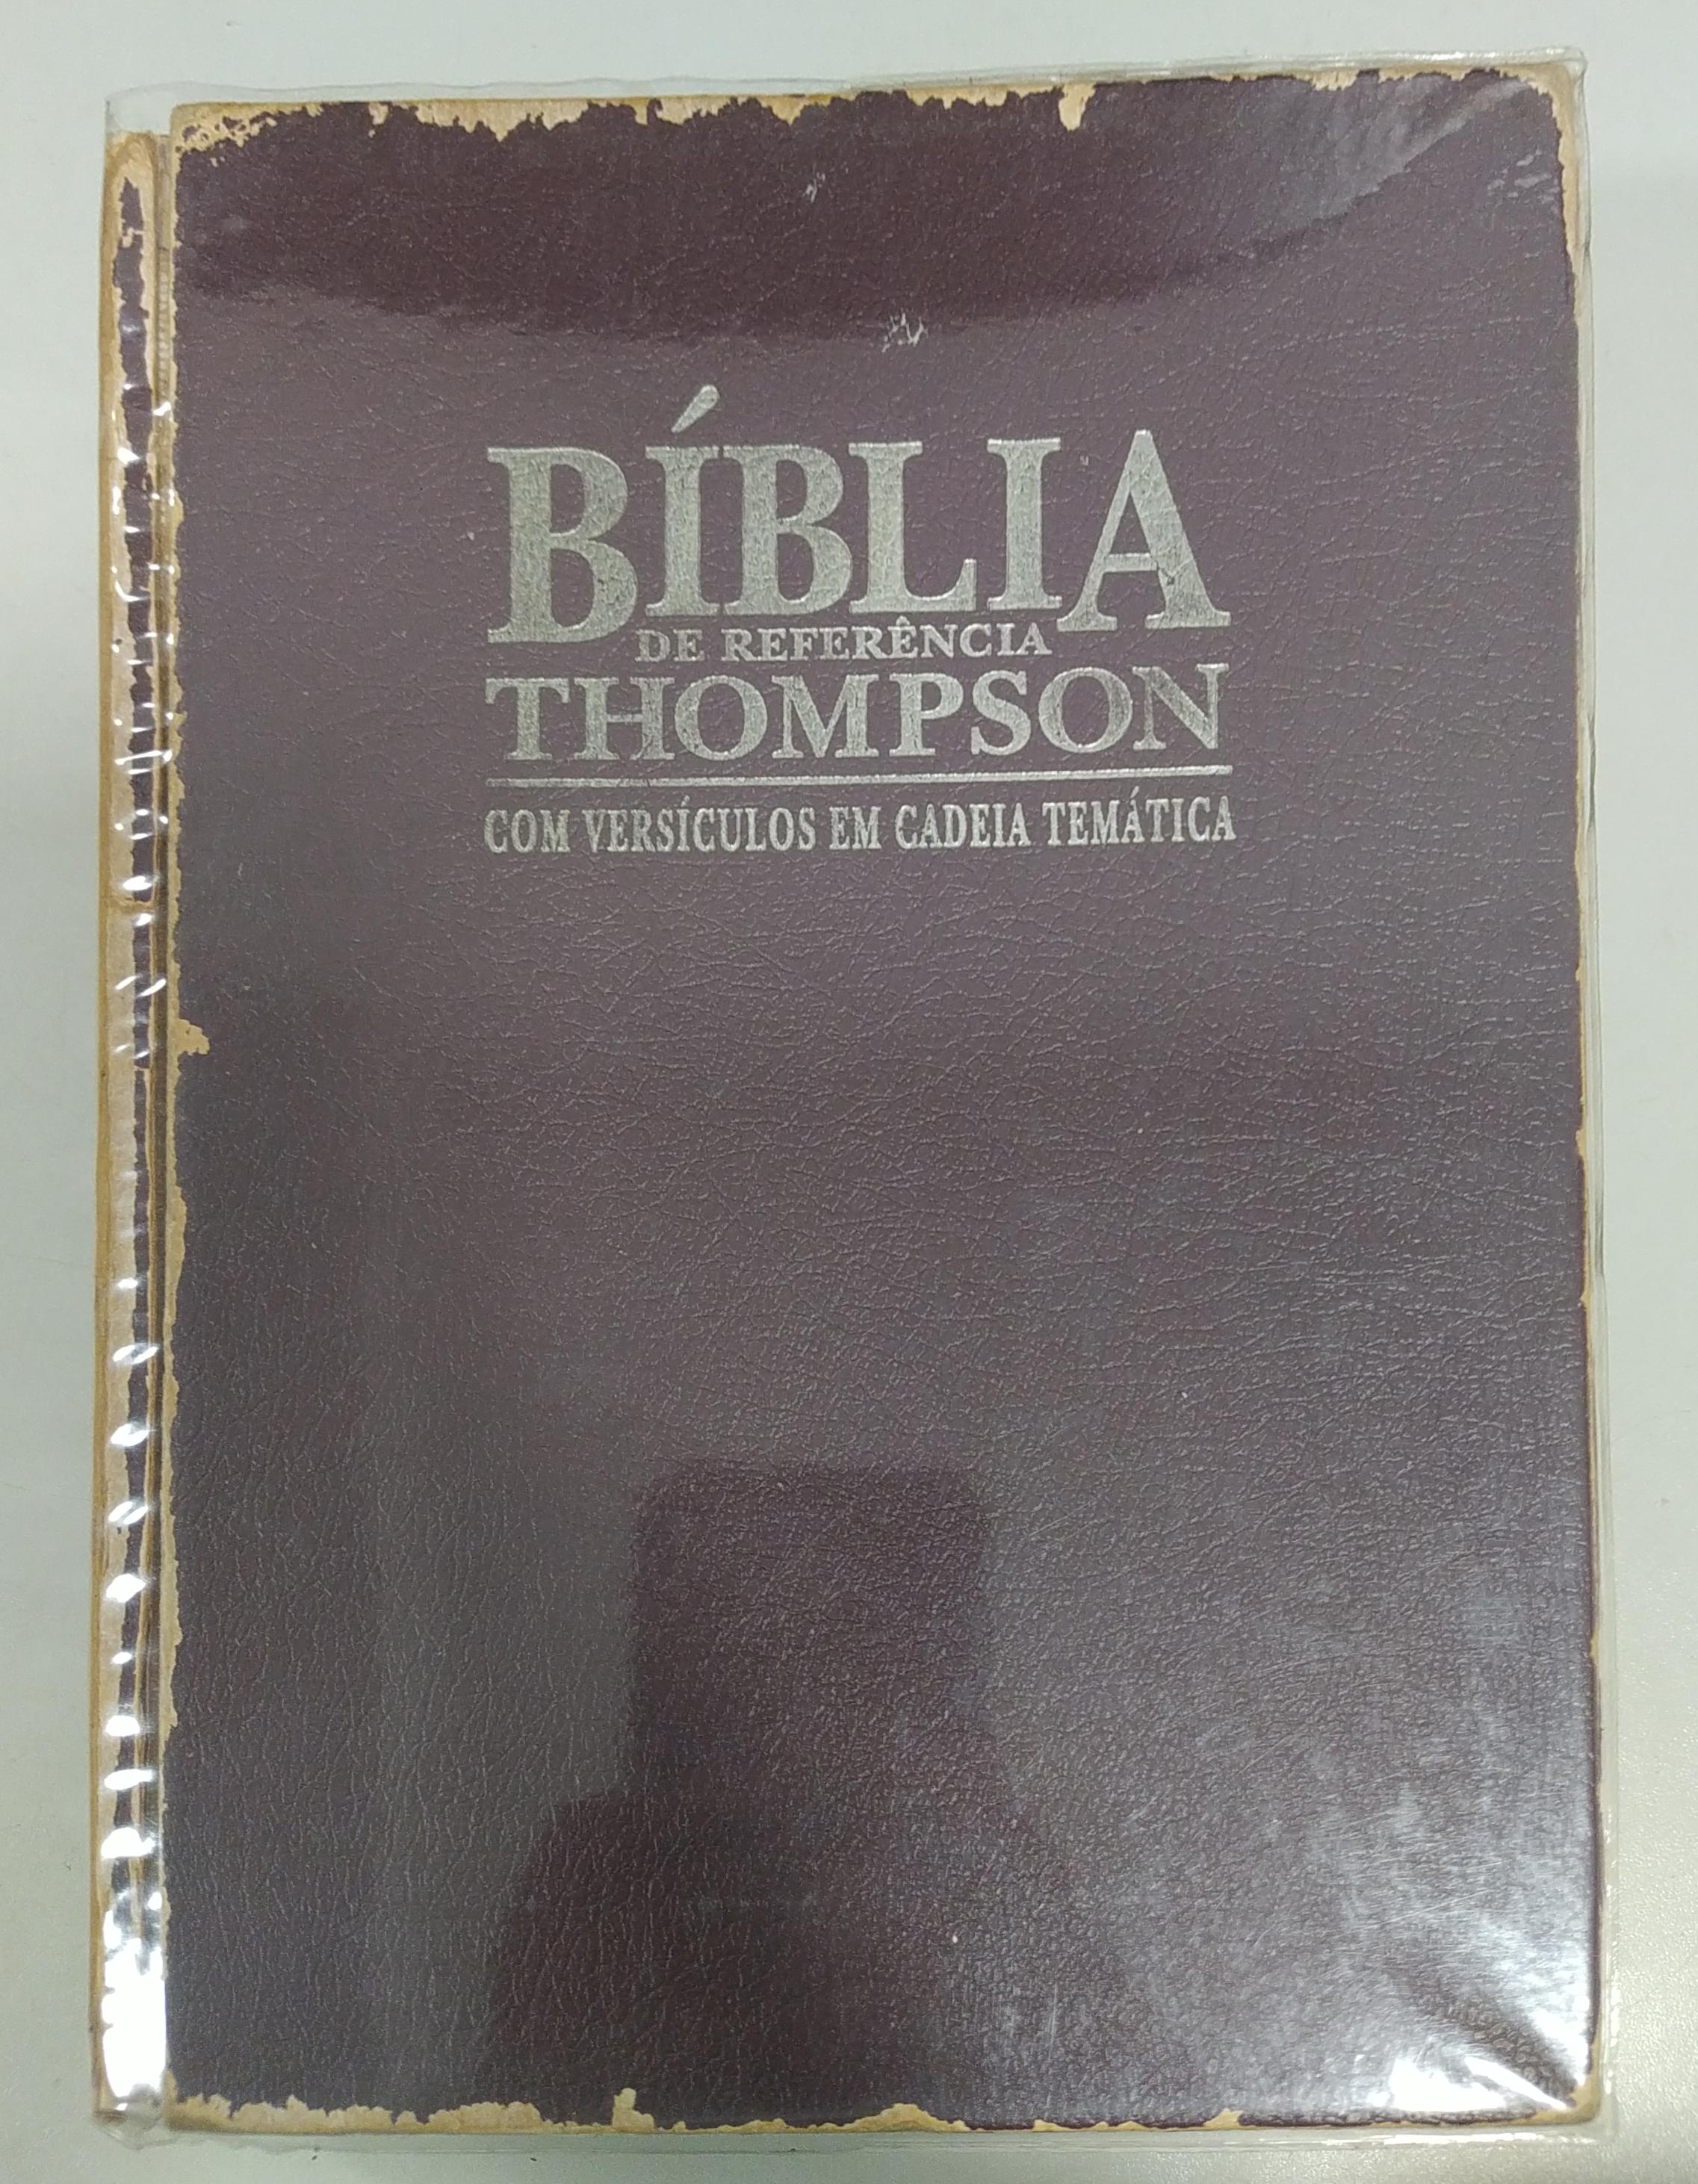 BÍBLIA
DE REFERÊNCIA
THOMPSON
COM VERSÍCULOS EM CADEIA TEMÁTICA